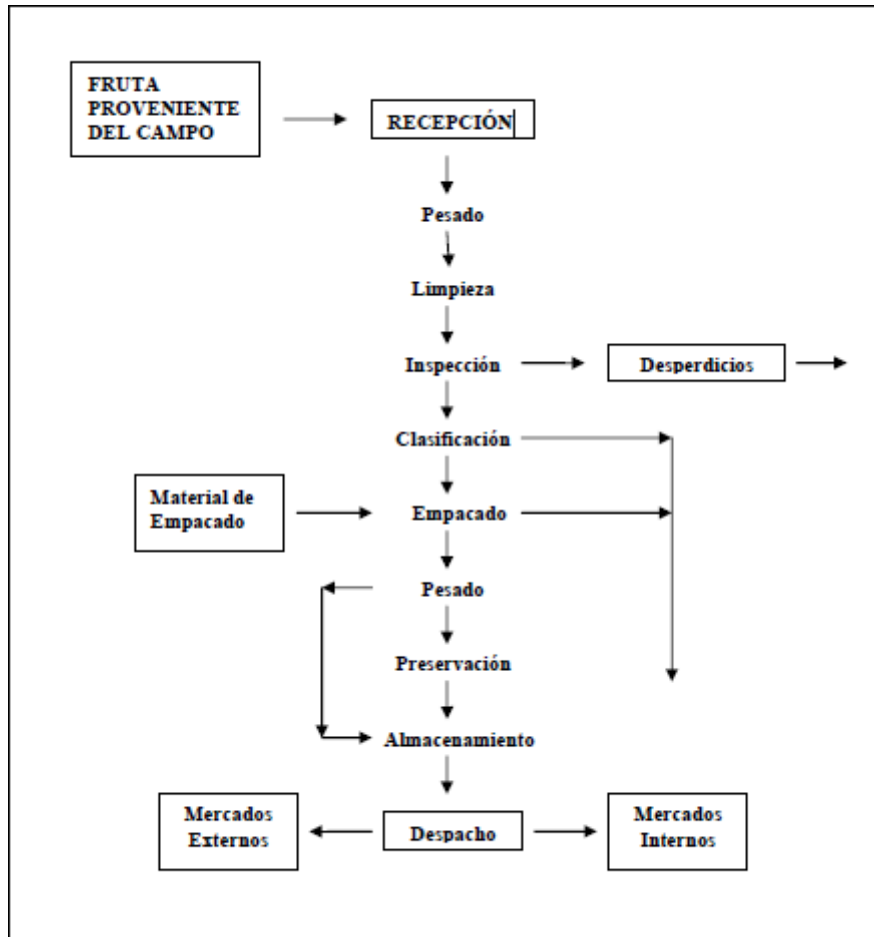 FRUTA
PROVENIENTE
DEL CAMPO
RECEPCIÓN
Pesado
Limpieza
Inspección
Desperdicios
Clasificación
Material de
Empacado
Empacado
Pesado
Preservación
Almacenamiento
Mercados
Externos
Despacho
Mercados
Internos